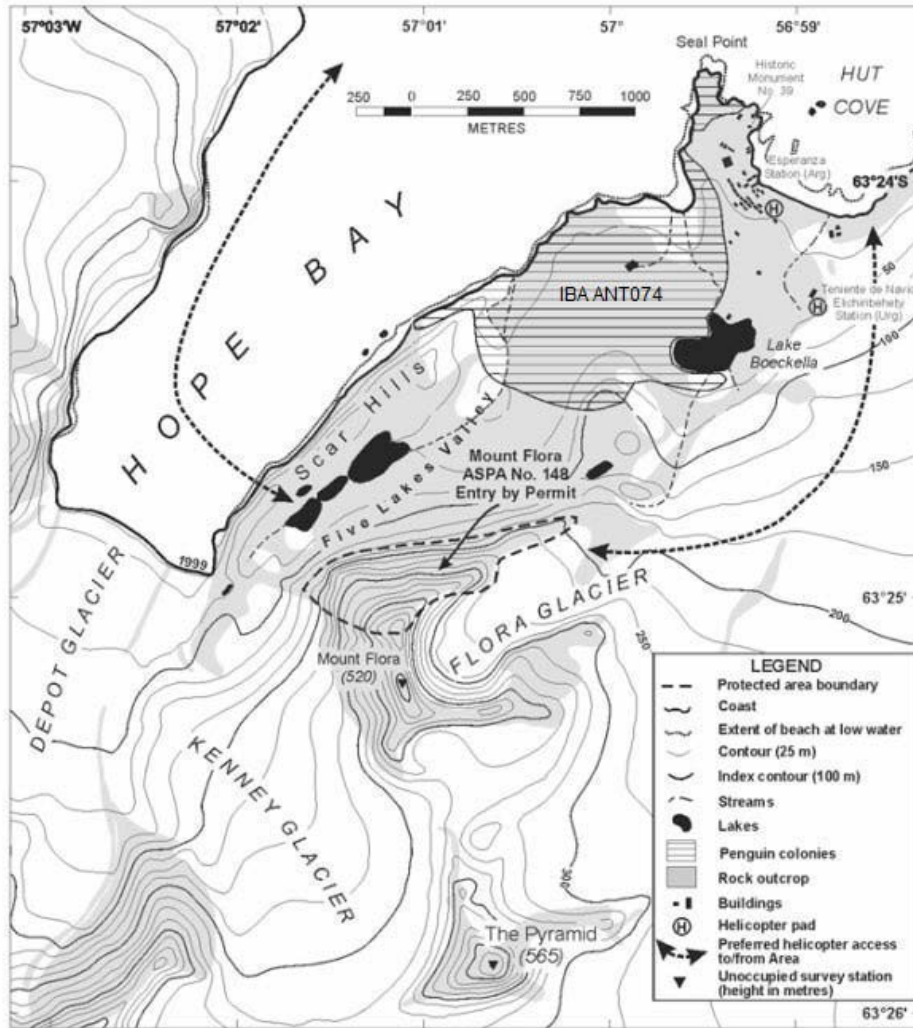 57°03'W
57°02'
57°01'
57°
56°59'
Seal Point
Historic
Monument
No. 39
HUT
COVE
250 0 250 500 750 1000
METRES
Esperanza
Station (Arg)
63°24'S
H
HOPE BAY
IBA ANT074
50
Teniente de Navio
Elichiribehety
Station (Urg)
H
Lake
Boeckella
100
Scar Hills
Five Lakes Valley
Mount Flora
ASPA No. 148
Entry by Permit
150
1999
DEPOT GLACIER
FLORA GLACIER
63°25'
200
250
Mount Flora
(520)
KENNEY GLACIER
300
The Pyramid
(565)
LEGEND
Protected area boundary
Coast
Extent of beach at low water
Contour (25 m)
Index contour (100 m)
Streams
Lakes
Penguin colonies
Rock outcrop
Buildings
H Helicopter pad
Preferred helicopter access
to/from Area
Unoccupied survey station
(height in metres)
63°26'